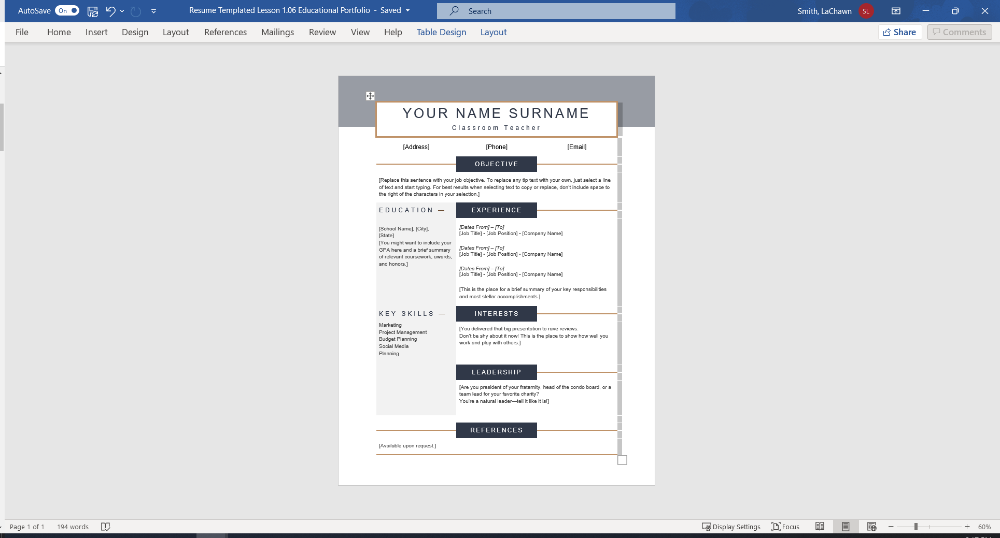 AutoSave On Resume Templated Lesson 1.06 Educational Portfolio - Saved Search Smith, LaChawn SL
File Home Insert Design Layout References Mailings Review View Help Table Design Layout Share Comments
YOUR NAME SURNAME
Classroom Teacher
[Address] [Phone] [Email]
OBJECTIVE
[Replace this sentence with your job objective. To replace any tip text with your own, just select a line
of text and start typing. For best results when selecting text to copy or replace, don't include space to
the right of the characters in your selection.]
EDUCATION —
[School Name], [City],
[State]
[You might want to include your
GPA here and a brief summary
of relevant coursework, awards,
and honors.]
EXPERIENCE
[Dates From] – [To]
[Job Title] • [Job Position] • [Company Name]
[Dates From] – [To]
[Job Title] • [Job Position] • [Company Name]
[Dates From] – [To]
[Job Title] • [Job Position] • [Company Name]
[This is the place for a brief summary of your key responsibilities
and most stellar accomplishments.]
KEY SKILLS —
Marketing
Project Management
Budget Planning
Social Media
Planning
INTERESTS
[You delivered that big presentation to rave reviews.
Don't be shy about it now! This is the place to show how well you
work and play with others.]
LEADERSHIP
[Are you president of your fraternity, head of the condo board, or a
team lead for your favorite charity?
You're a natural leader—tell it like it is!]
REFERENCES
[Available upon request.]
Page 1 of 1 194 words Display Settings Focus 60%